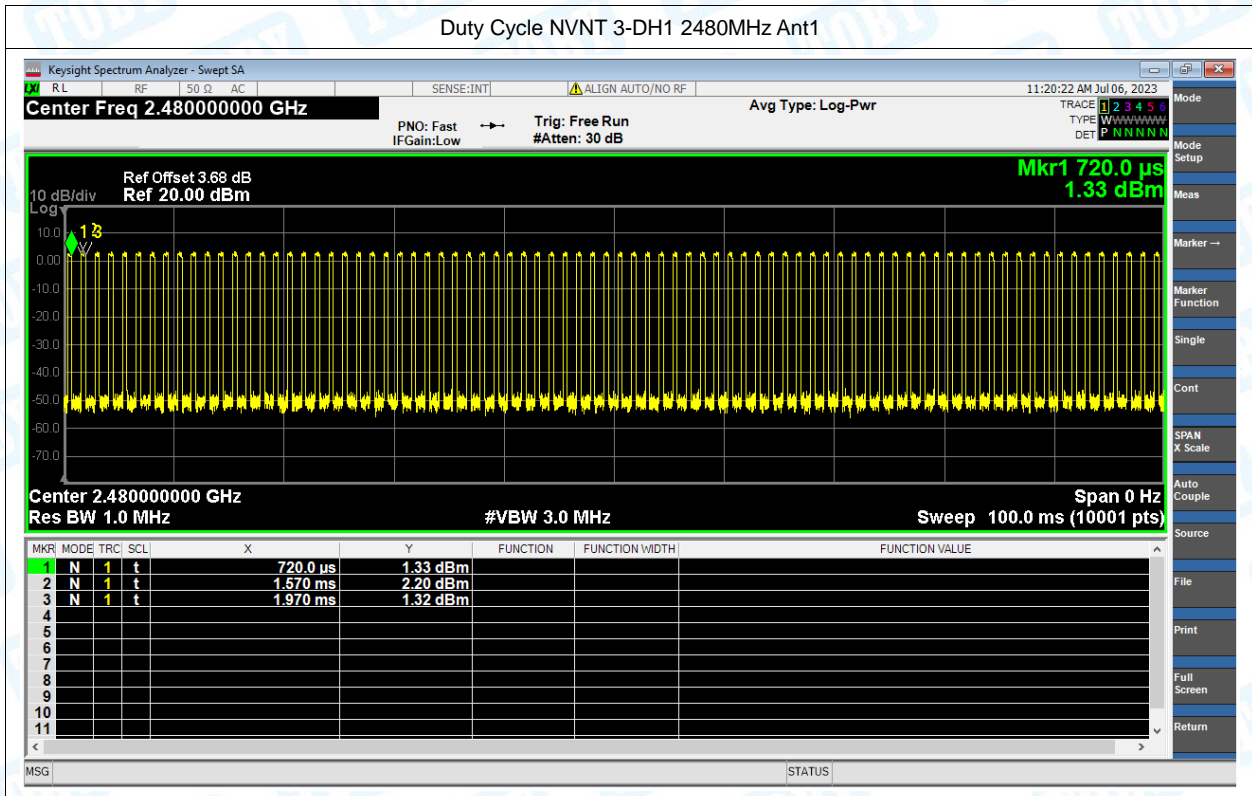 Duty Cycle NVNT 3-DH1 2480MHz Ant1
Keysight Spectrum Analyzer - Swept SA
LXI RL RF 50 Ω AC SENSE:INT ALIGN AUTO/NO RF 11:20:22 AM Jul 06, 2023
Center Freq 2.480000000 GHz
Avg Type: Log-Pwr
TRACE 1 2 3 4 5 6
TYPE WWWWWW
DET P N N N N N
PNO: Fast
IFGain:Low
Trig: Free Run
#Atten: 30 dB
Mkr1 720.0 µs
1.33 dBm
Ref Offset 3.68 dB
10 dB/div Ref 20.00 dBm
Log
10.0
0.00
-10.0
-20.0
-30.0
-40.0
-50.0
-60.0
-70.0
1 3
Center 2.480000000 GHz Span 0 Hz
Res BW 1.0 MHz #VBW 3.0 MHz Sweep 100.0 ms (10001 pts)
MKR MODE TRC SCL X Y FUNCTION FUNCTION WIDTH FUNCTION VALUE
1 N 1 t 720.0 µs 1.33 dBm
2 N 1 t 1.570 ms 2.20 dBm
3 N 1 t 1.970 ms 1.32 dBm
4
5
6
7
8
9
10
11
MSG STATUS
Mode
Mode Setup
Meas
Marker →
Marker Function
Single
Cont
SPAN X Scale
Auto Couple
Source
File
Print
Full Screen
Return
TOBY